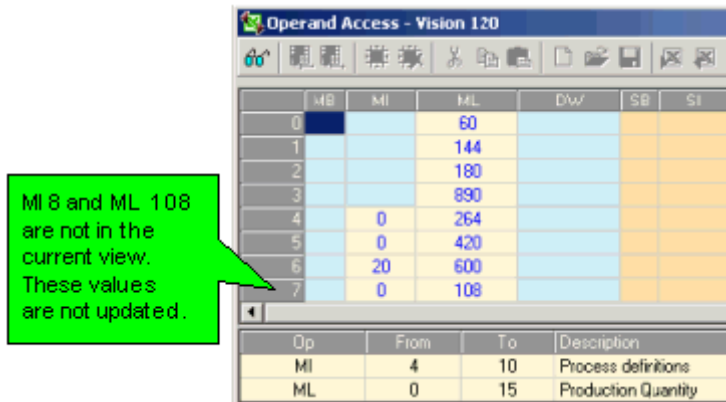 Operand Access - Vision 120
MB MI ML DW SB SI
0 60
1 144
2 180
3 890
4 0 264
5 0 420
6 20 600
7 0 108
MI 8 and ML 108
are not in the
current view.
These values
are not updated.
Op From To Description
MI 4 10 Process definitions
ML 0 15 Production Quantity